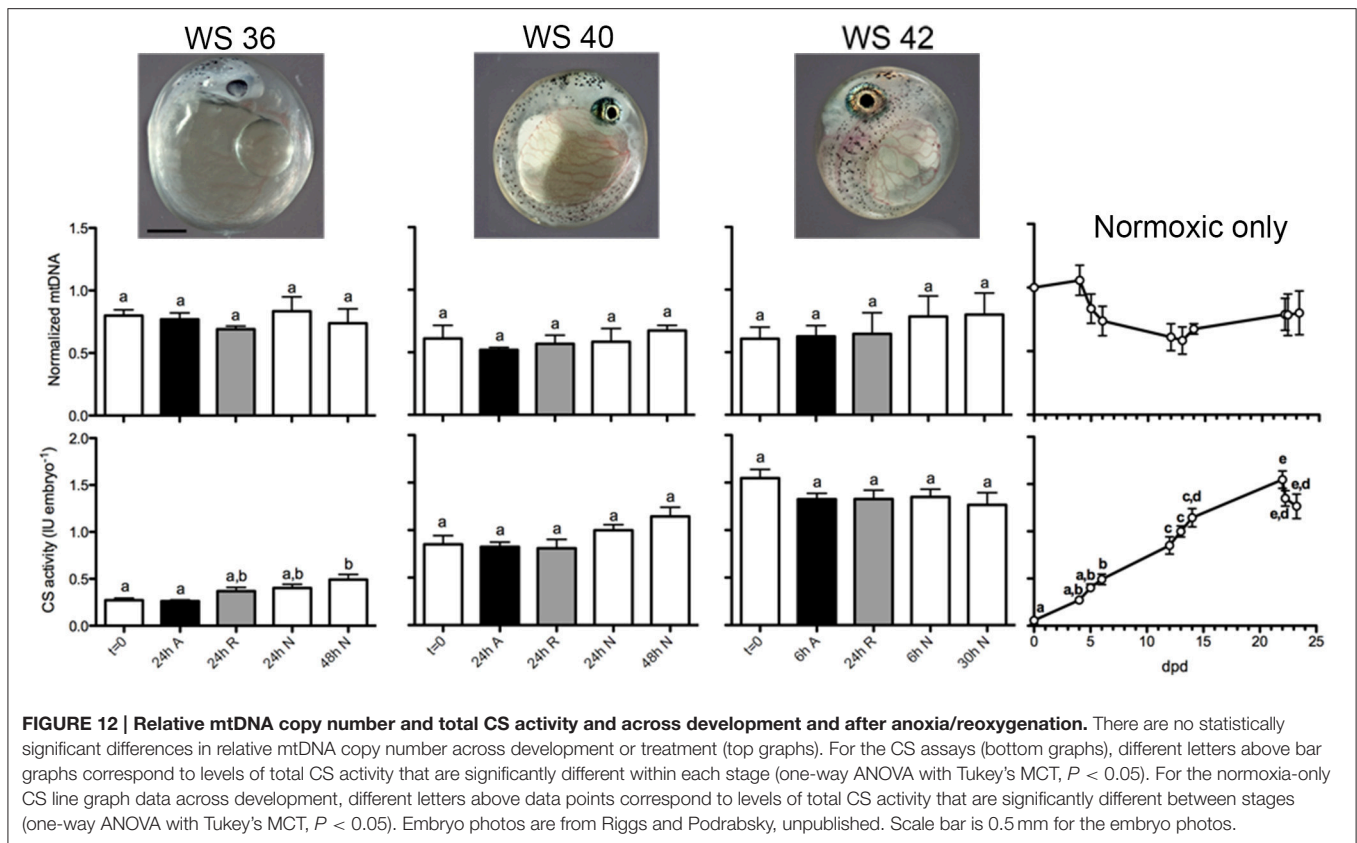 WS 36
WS 40
WS 42
Normoxic only
Normalized mtDNA
1.5
1.0
0.5
0.0
a a a a a
a a a a a
a a a a a
CS activity (IU embryo-1)
2.0
1.5
1.0
0.5
0.0
a a a,b a,b b
a a a a a
a a a a a
a a,b a,b b c c c,d e e,d e,d
t=0 24h A 24h R 24h N 48h N
t=0 24h A 24h R 24h N 48h N
t=0 6h A 24h R 6h N 30h N
0 5 10 15 20 25
dpd
FIGURE 12 | Relative mtDNA copy number and total CS activity and across development and after anoxia/reoxygenation. There are no statistically
significant differences in relative mtDNA copy number across development or treatment (top graphs). For the CS assays (bottom graphs), different letters above bar
graphs correspond to levels of total CS activity that are significantly different within each stage (one-way ANOVA with Tukey's MCT, P < 0.05). For the normoxia-only
CS line graph data across development, different letters above data points correspond to levels of total CS activity that are significantly different between stages
(one-way ANOVA with Tukey's MCT, P < 0.05). Embryo photos are from Riggs and Podrabsky, unpublished. Scale bar is 0.5 mm for the embryo photos.